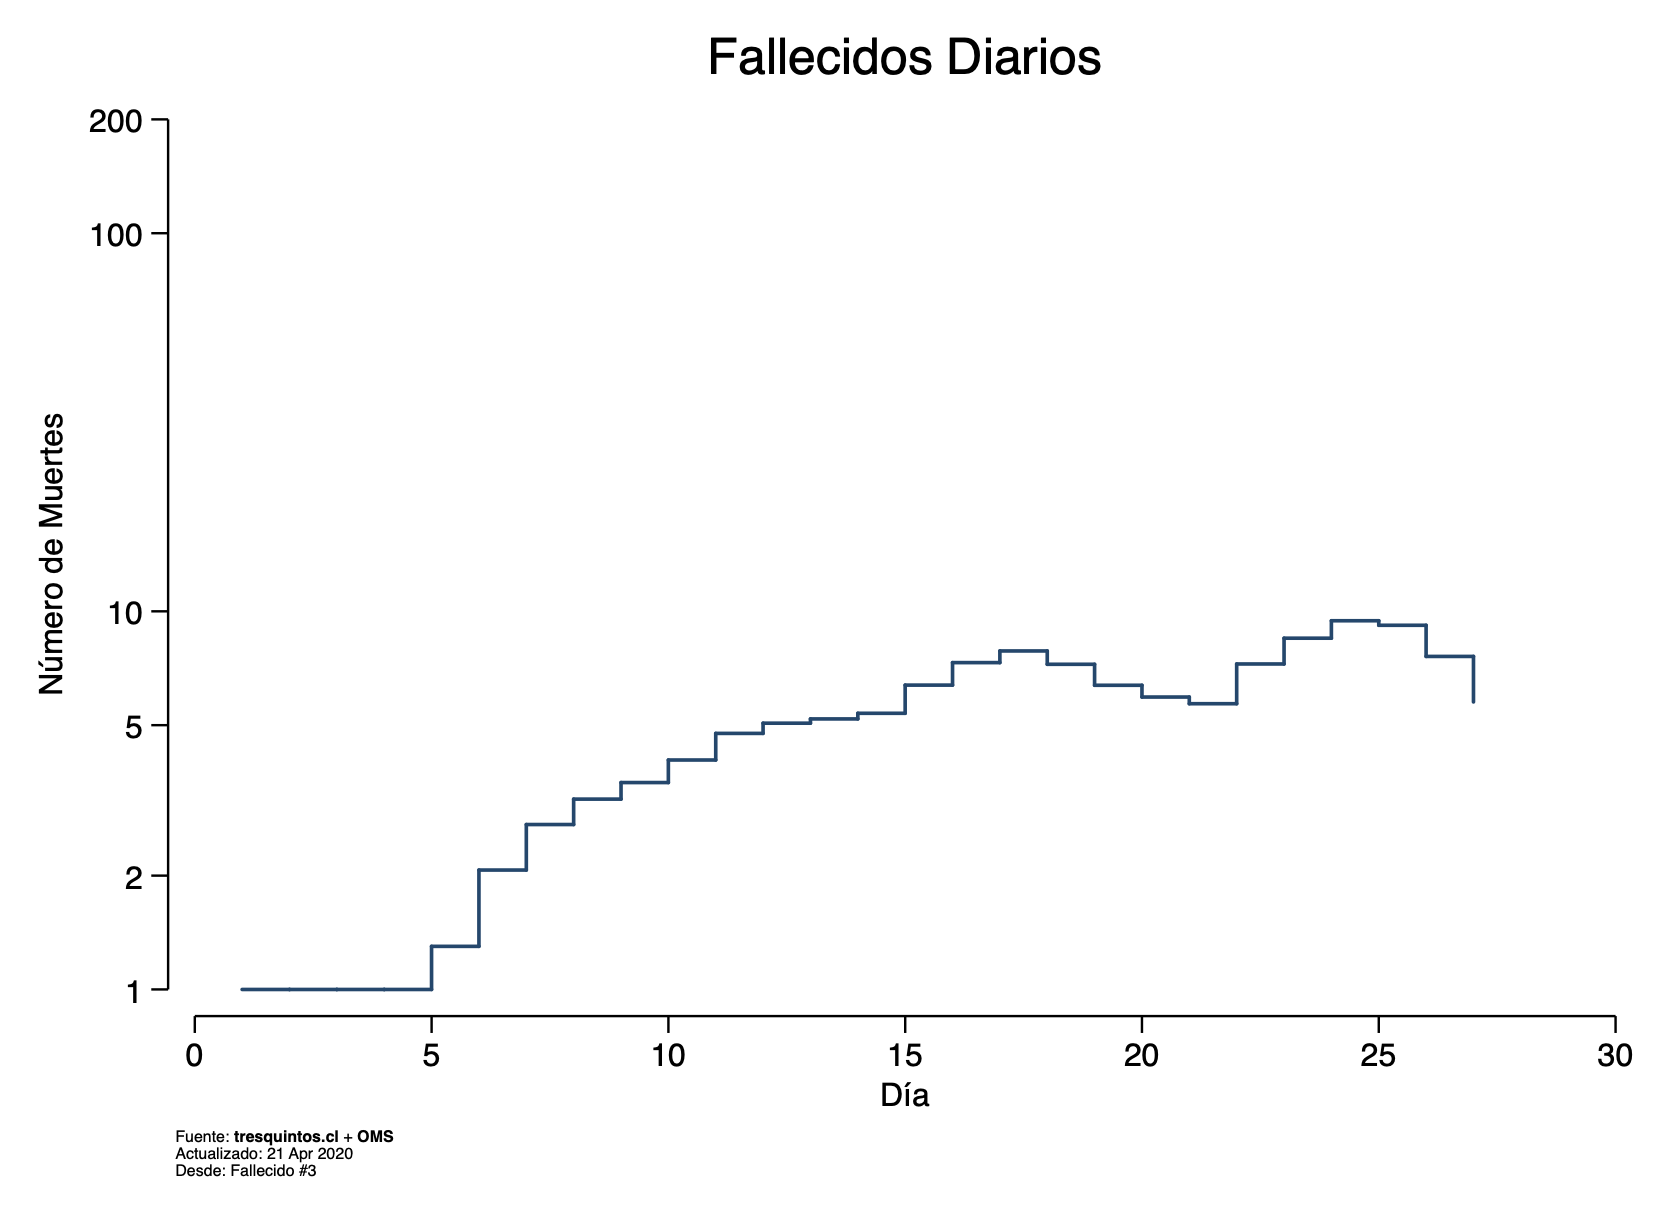 Fallecidos Diarios
200
100
10
5
2
1
Número de Muertes
0 5 10 15 20 25 30
Día
Fuente: tresquintos.cl + OMS
Actualizado: 21 Apr 2020
Desde: Fallecido #3